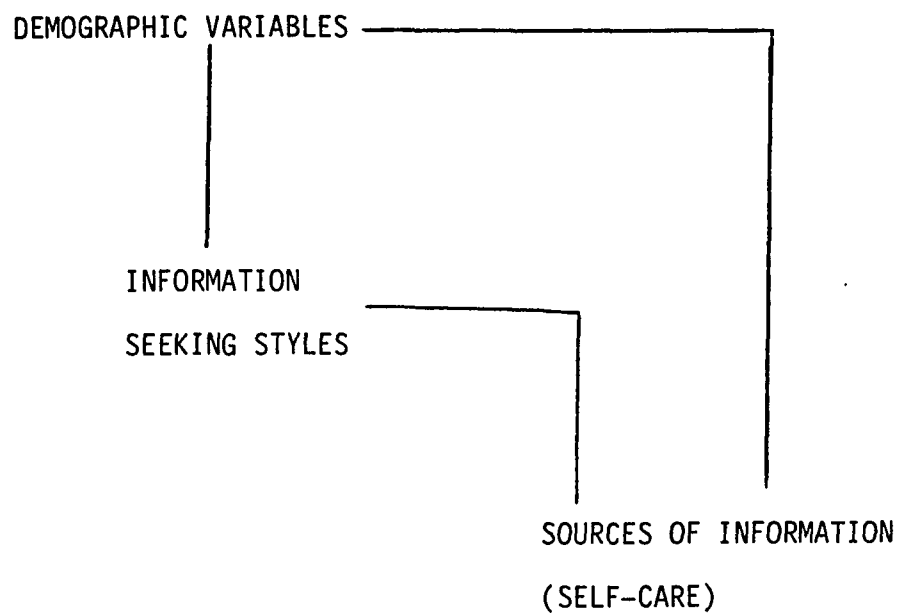 DEMOGRAPHIC VARIABLES
INFORMATION
SEEKING STYLES
SOURCES OF INFORMATION
(SELF-CARE)